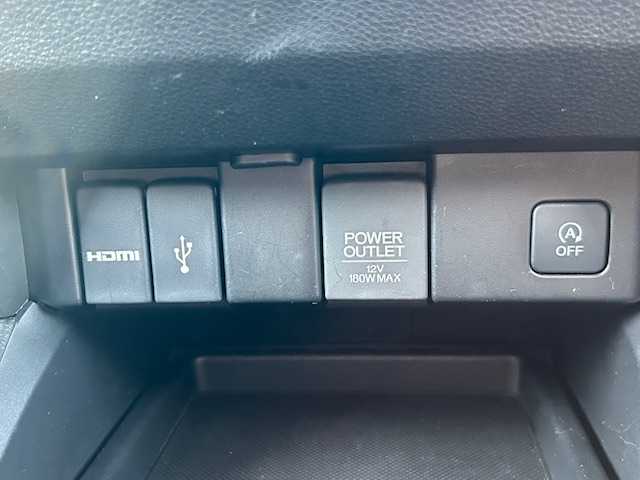 HDMI
POWER
OUTLET
12V
180W MAX
A
OFF